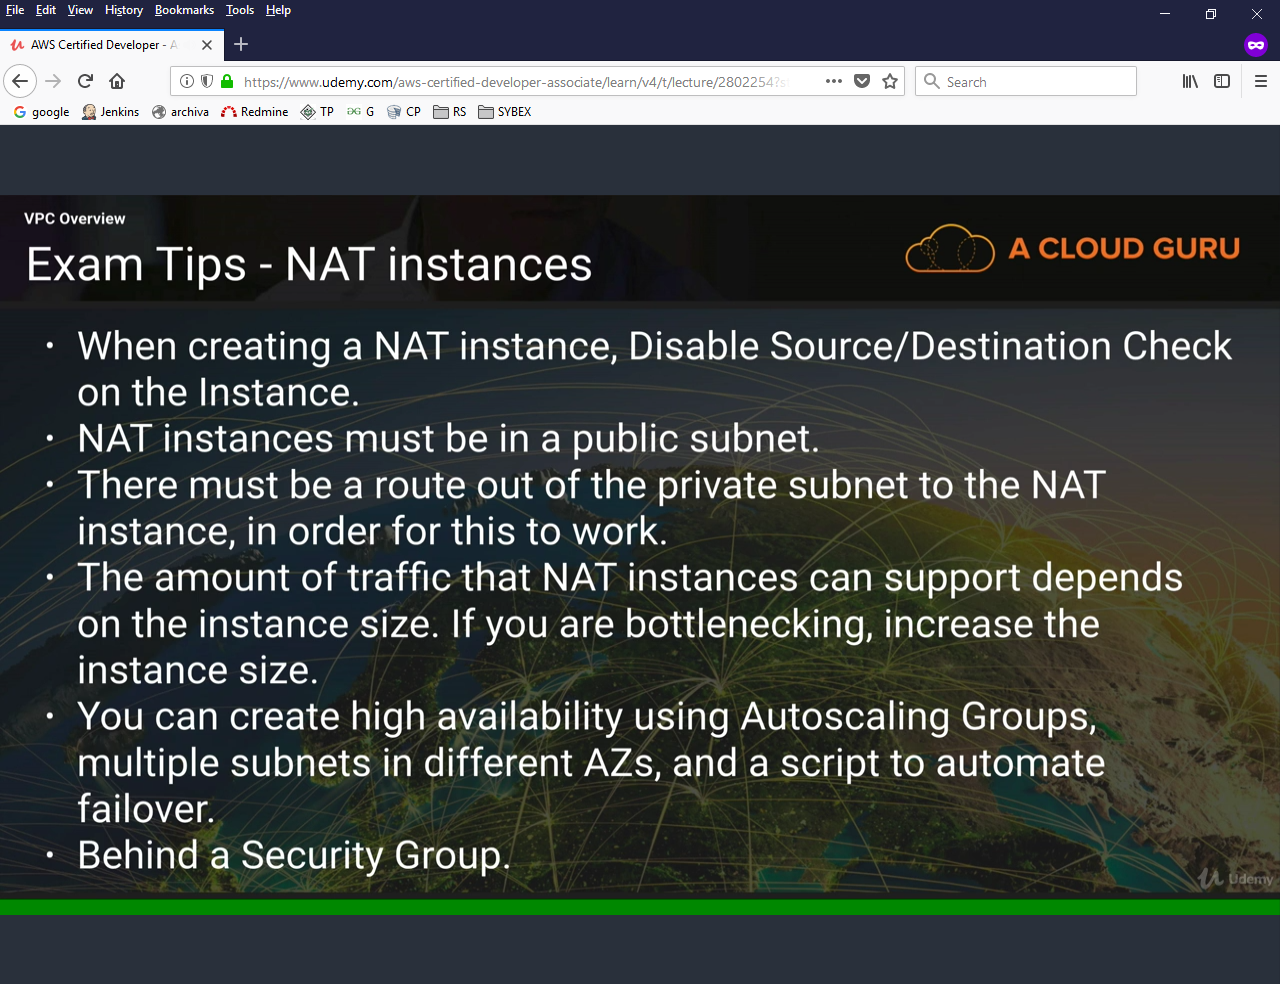 File Edit View History Bookmarks Tools Help
AWS Certified Developer - A
https://www.udemy.com/aws-certified-developer-associate/learn/v4/t/lecture/2802254?s
Search
google Jenkins archiva Redmine TP G CP RS SYBEX
VPC Overview
Exam Tips - NAT instances
A CLOUD GURU
• When creating a NAT instance, Disable Source/Destination Check
on the Instance.
• NAT instances must be in a public subnet.
• There must be a route out of the private subnet to the NAT
instance, in order for this to work.
• The amount of traffic that NAT instances can support depends
on the instance size. If you are bottlenecking, increase the
instance size.
• You can create high availability using Autoscaling Groups,
multiple subnets in different AZs, and a script to automate
failover.
• Behind a Security Group.
Udemy